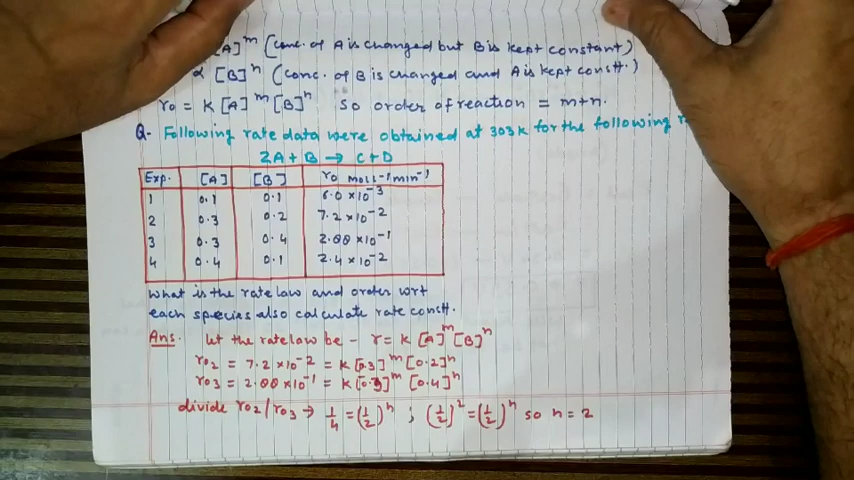 [A]ᵐ (conc. of A is changed but B is kept constant)
∝ [B]ⁿ (conc. of B is changed and A is kept constt.)
r₀ = K [A]ᵐ [B]ⁿ so order of reaction = m+n.
Q- Following rate data were obtained at 303K for the following
2A + B → C + D
Exp. [A] [B] r₀ mol L⁻¹ min⁻¹
1 0.1 0.1 6.0 × 10⁻³
2 0.3 0.2 7.2 × 10⁻²
3 0.3 0.4 2.88 × 10⁻¹
4 0.4 0.1 2.4 × 10⁻²
What is the rate law and order wrt
each species also calculate rate constt.
Ans. Let the rate law be - r = K [A]ᵐ [B]ⁿ
r₀₂ = 7.2 × 10⁻² = K [0.3]ᵐ [0.2]ⁿ
r₀₃ = 2.88 × 10⁻¹ = K [0.3]ᵐ [0.4]ⁿ
divide r₀₂/r₀₃ → 1/4 = (1/2)ⁿ ; (1/2)² = (1/2)ⁿ so n = 2